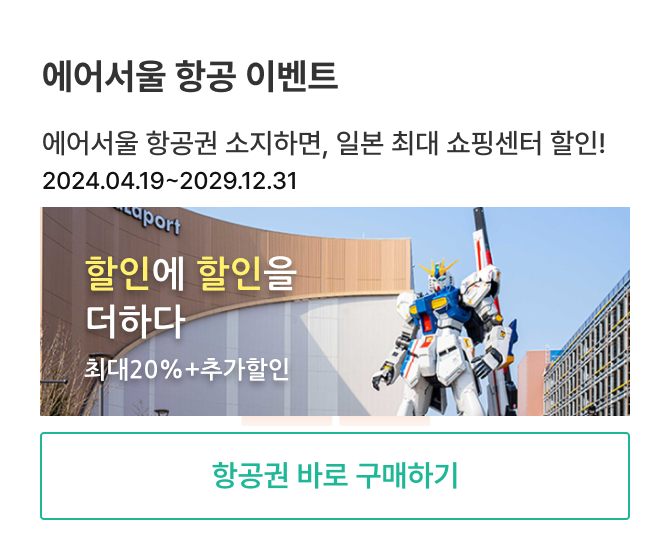 에어서울 항공 이벤트
에어서울 항공권 소지하면, 일본 최대 쇼핑센터 할인!
2024.04.19~2029.12.31
할인에 할인을
더하다
최대20%+추가할인
항공권 바로 구매하기